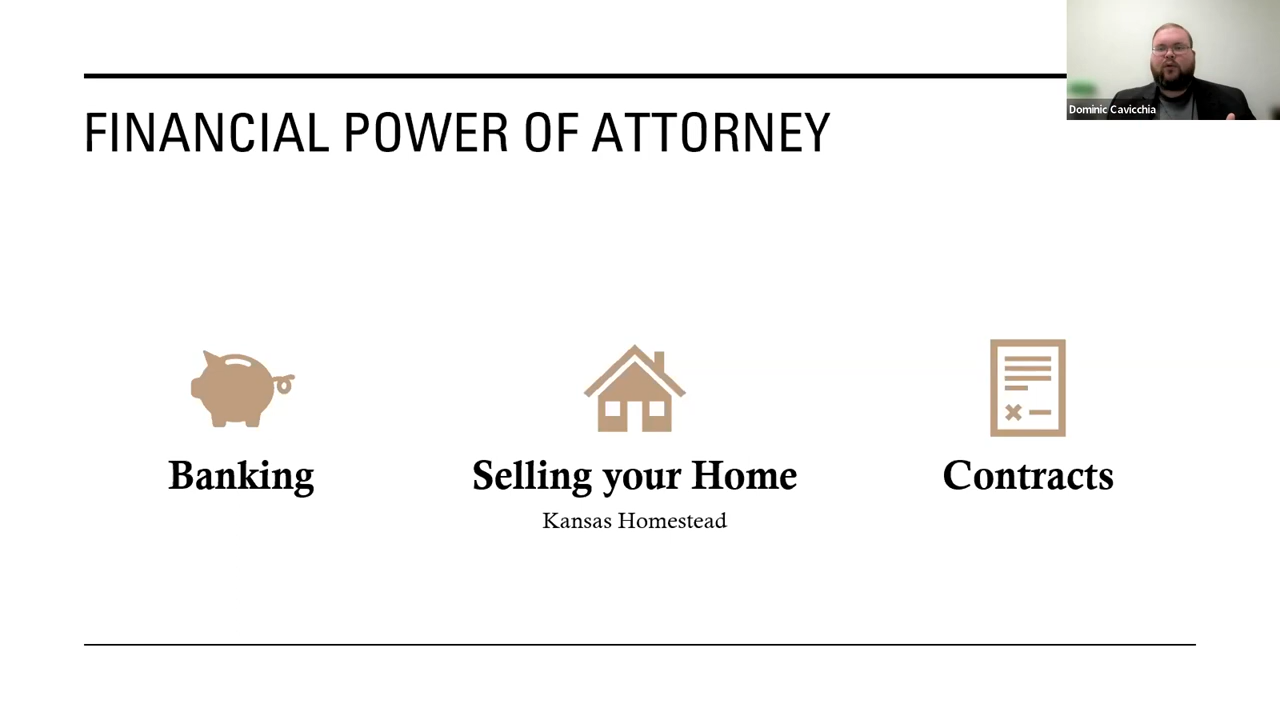 Dominic Cavicchia
FINANCIAL POWER OF ATTORNEY
Banking
Selling your Home
Kansas Homestead
Contracts